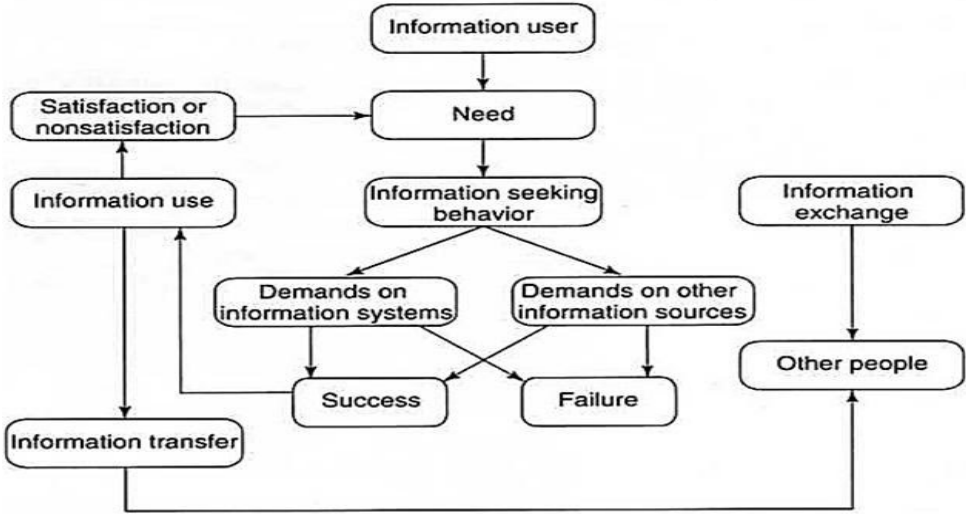 Information user
Satisfaction or
nonsatisfaction
Need
Information use
Information seeking
behavior
Information
exchange
Demands on
information systems
Demands on other
information sources
Other people
Success
Failure
Information transfer